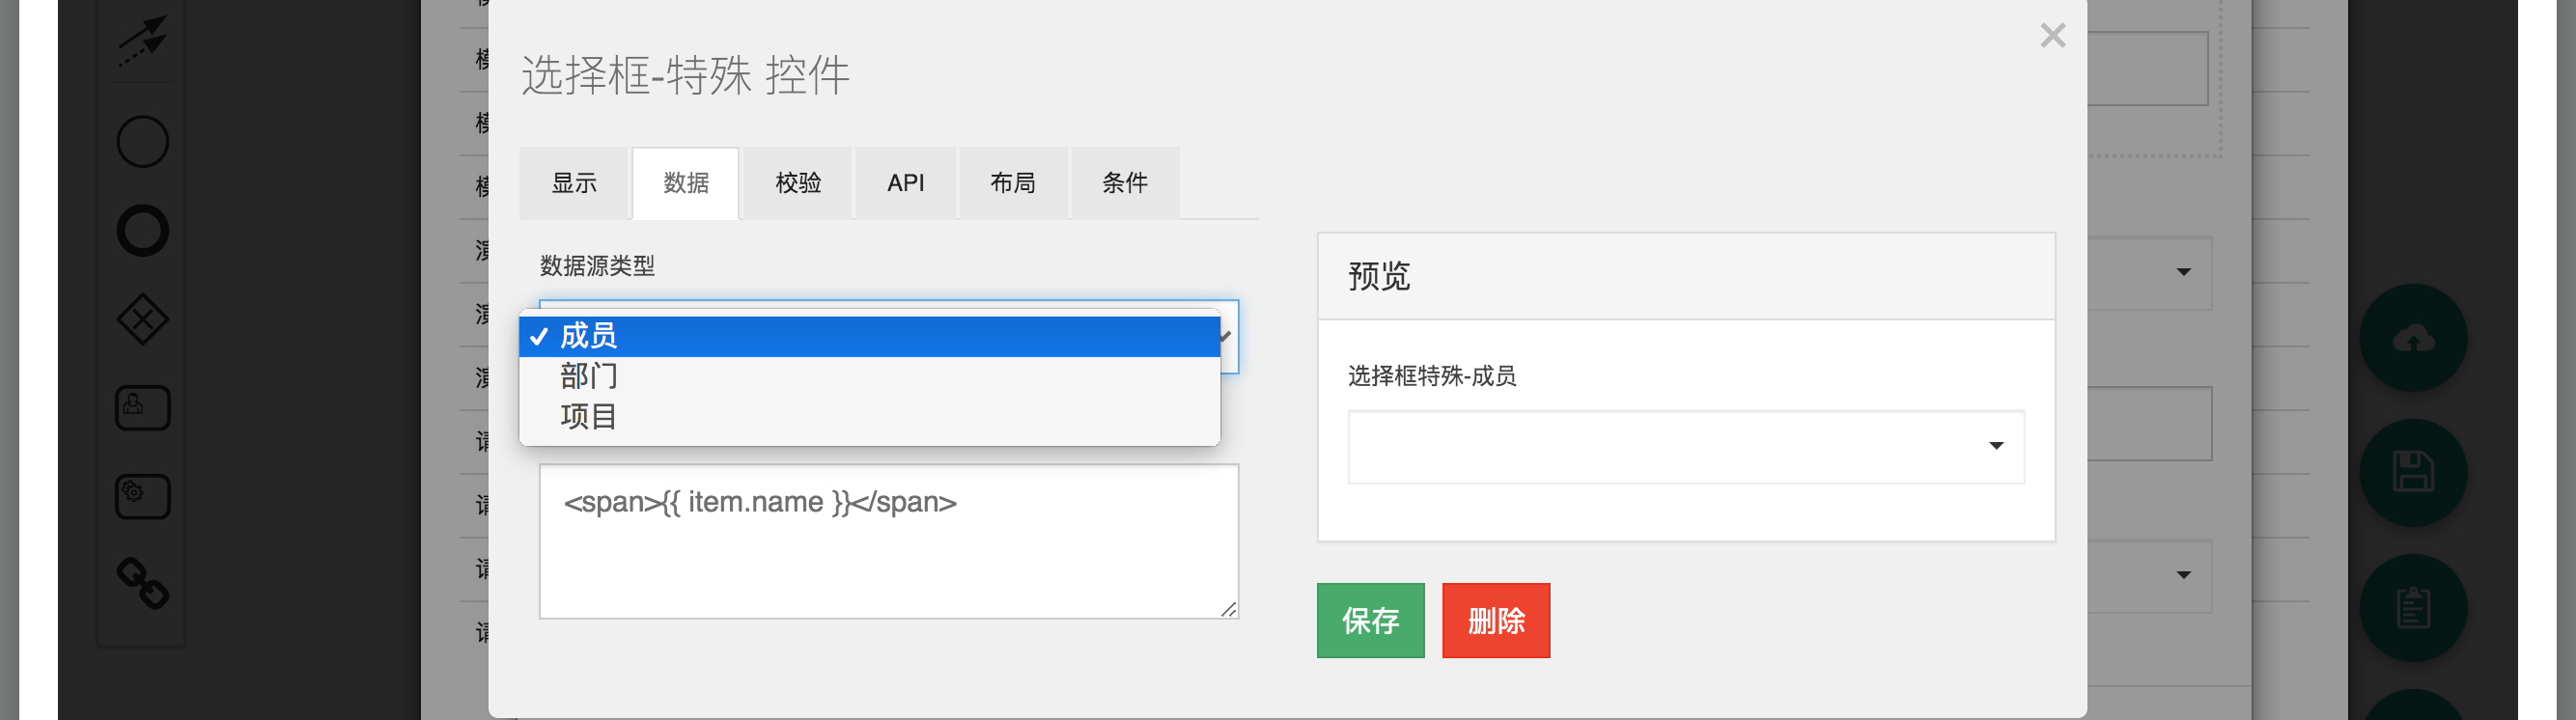 选择框-特殊 控件
显示 数据 校验 API 布局 条件
数据源类型
成员
部门
项目
<span>{{ item.name }}</span>
预览
选择框特殊-成员
保存 删除